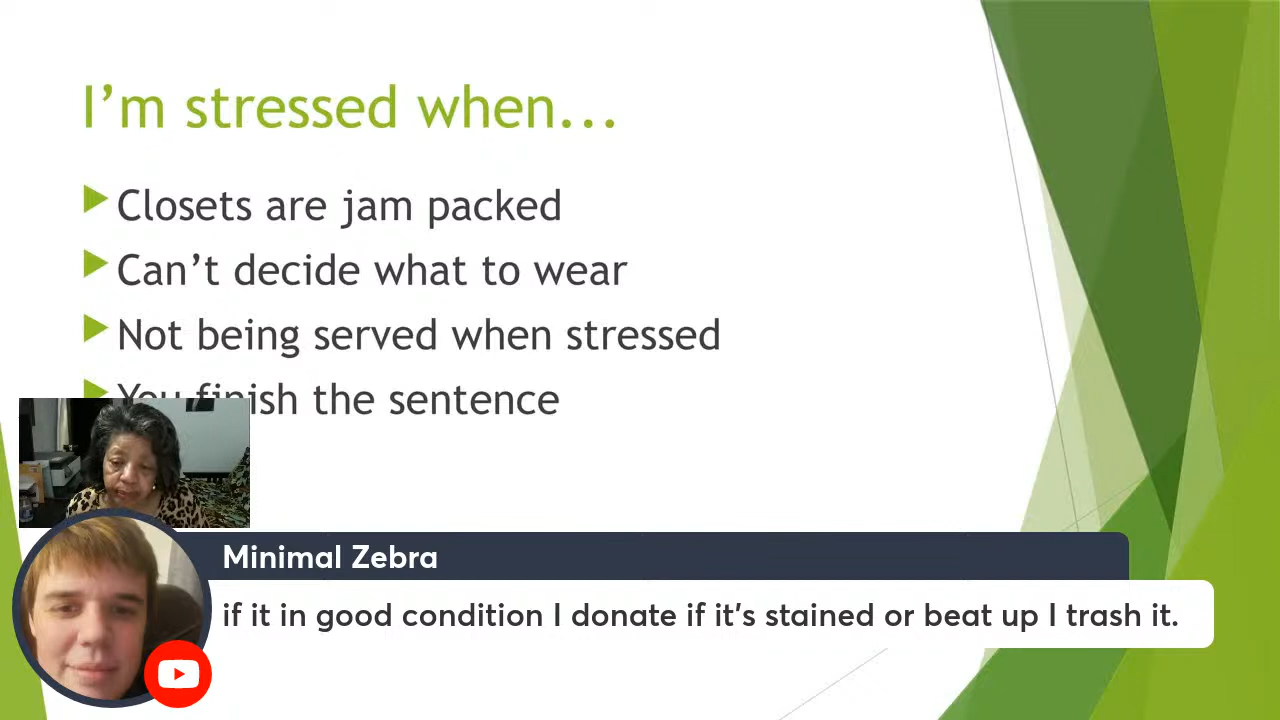 I'm stressed when...
Closets are jam packed
Can't decide what to wear
Not being served when stressed
You finish the sentence
Minimal Zebra
if it in good condition I donate if it's stained or beat up I trash it.